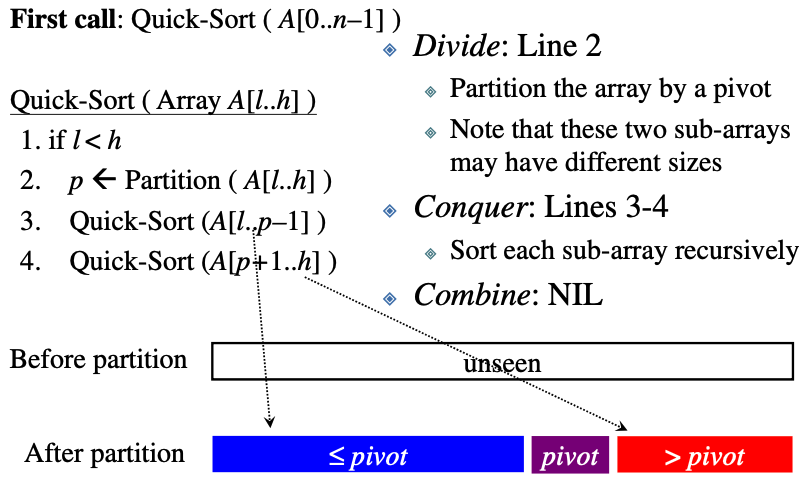 First call: Quick-Sort ( A[0..n–1] )
Quick-Sort ( Array A[l..h] )
1. if l < h
2. p ← Partition ( A[l..h] )
3. Quick-Sort (A[l..p–1] )
4. Quick-Sort (A[p+1..h] )
Divide: Line 2
Partition the array by a pivot
Note that these two sub-arrays
may have different sizes
Conquer: Lines 3-4
Sort each sub-array recursively
Combine: NIL
Before partition
unseen
After partition
≤ pivot
pivot
> pivot